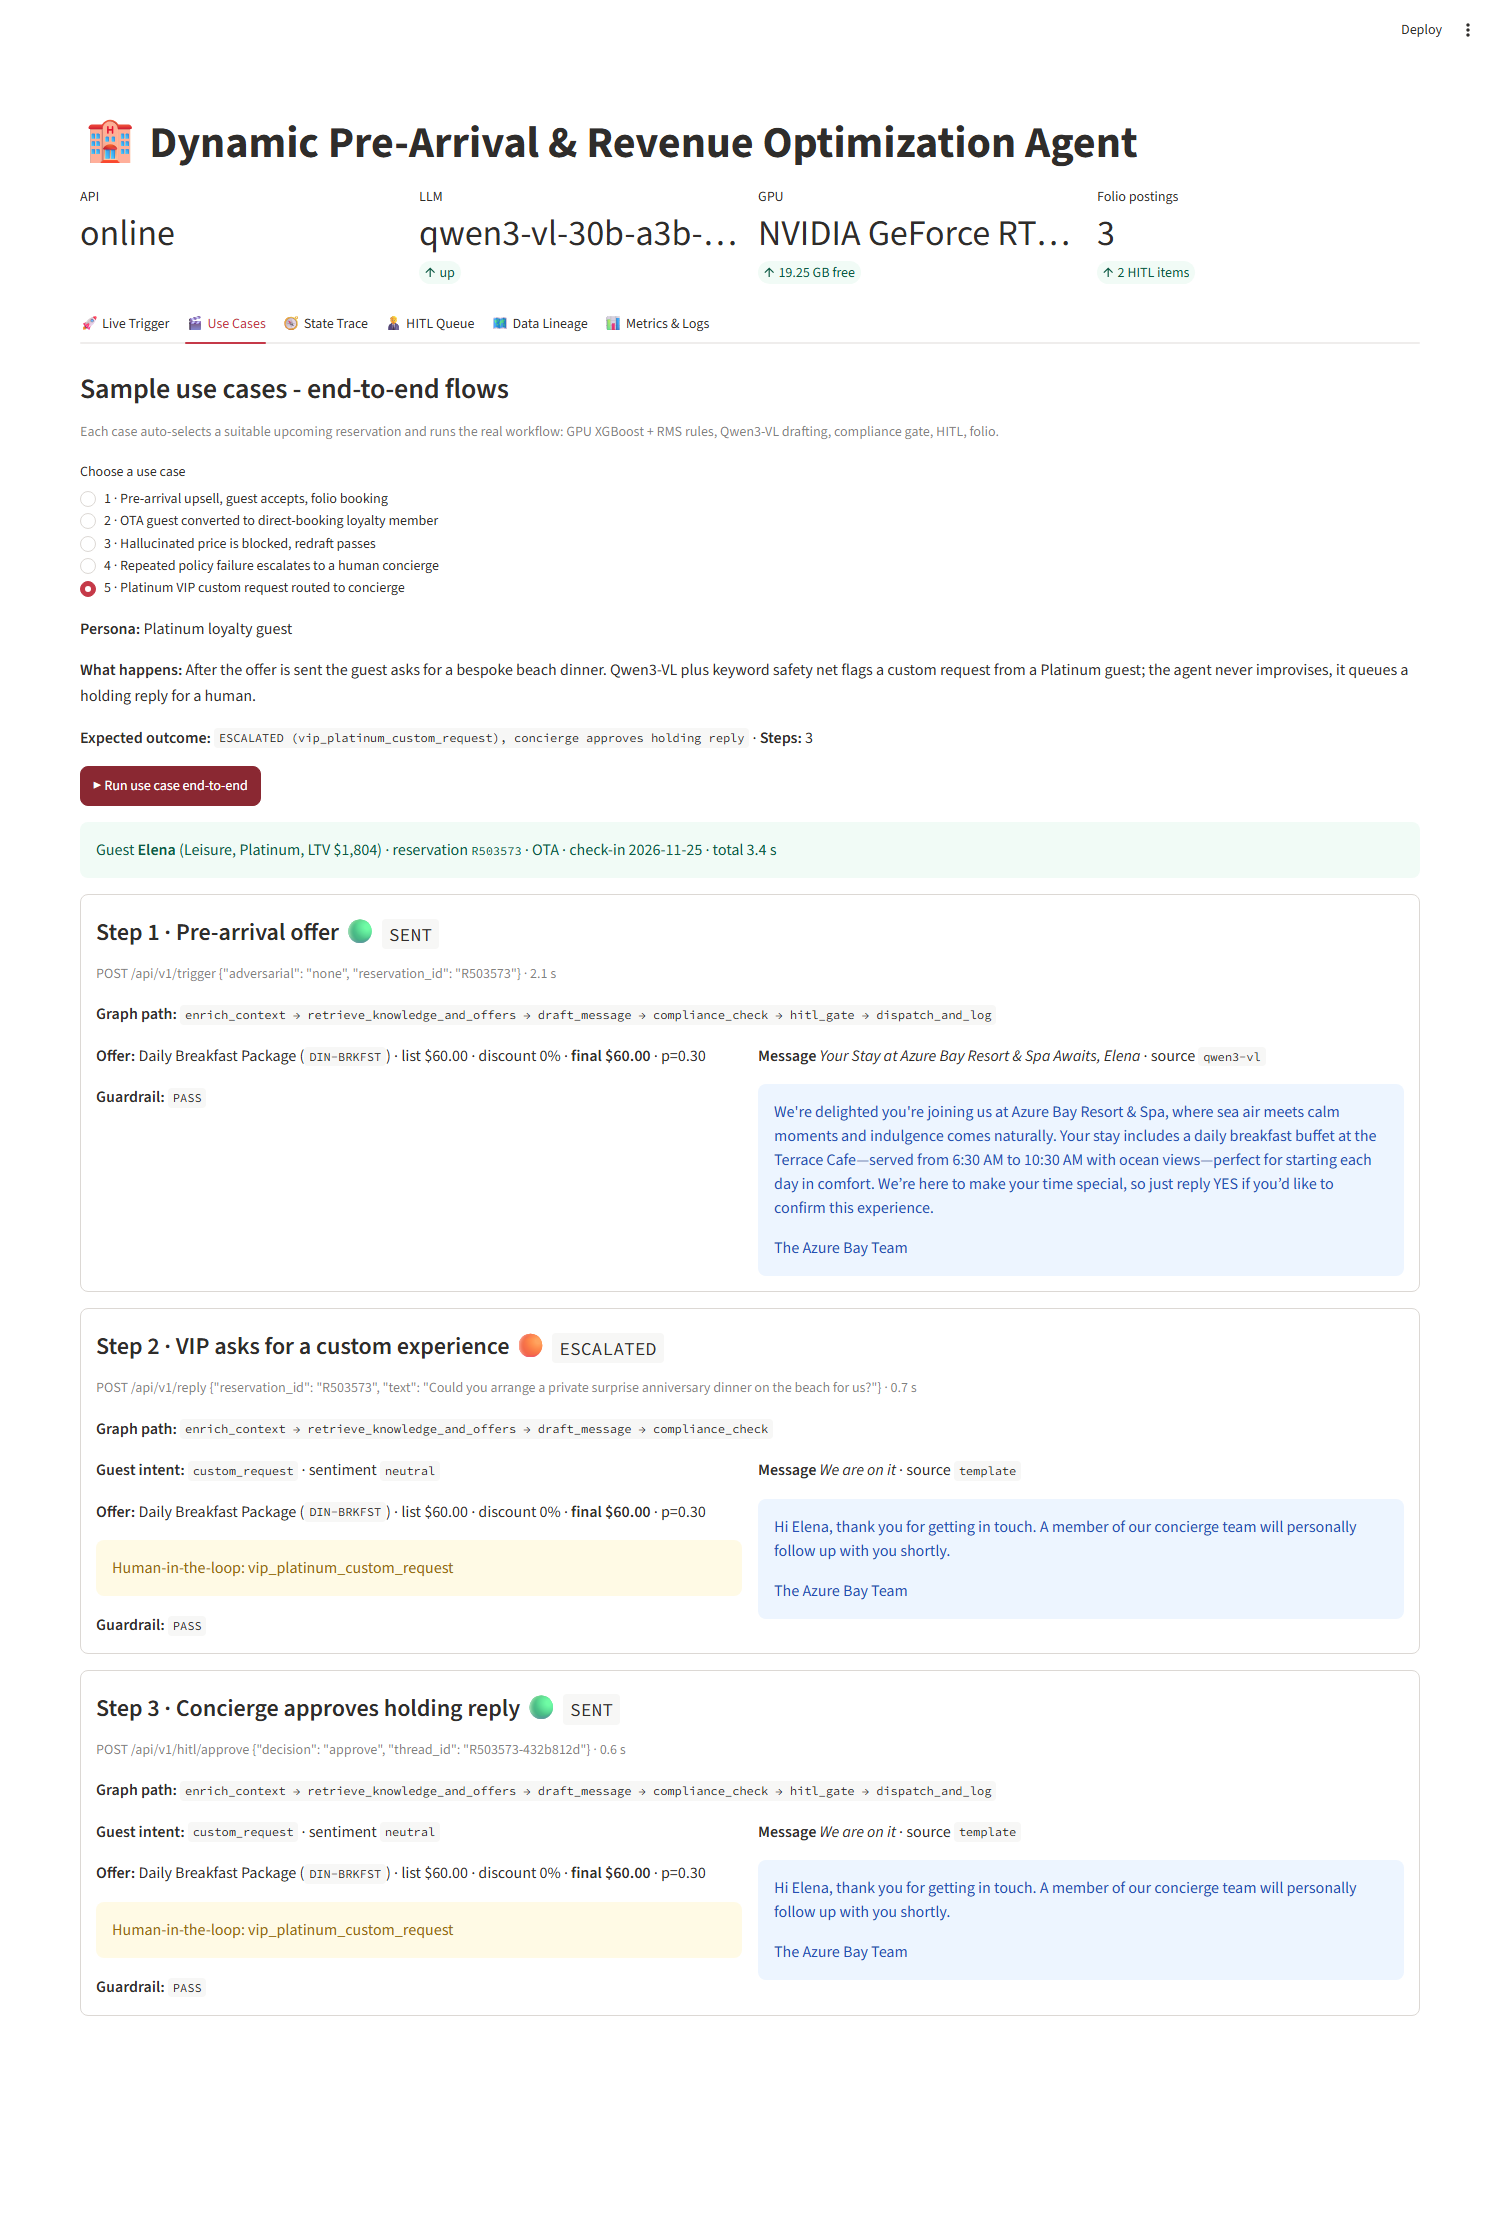 Deploy
Dynamic Pre-Arrival & Revenue Optimization Agent
API
online
LLM
qwen3-vl-30b-a3b-...
↑ up
GPU
NVIDIA GeForce RT...
↑ 19.25 GB free
Folio postings
3
↑ 2 HITL items
Live Trigger
Use Cases
State Trace
HITL Queue
Data Lineage
Metrics & Logs
Sample use cases - end-to-end flows
Each case auto-selects a suitable upcoming reservation and runs the real workflow: GPU XGBoost + RMS rules, Qwen3-VL drafting, compliance gate, HITL, folio.
Choose a use case
1 · Pre-arrival upsell, guest accepts, folio booking
2 · OTA guest converted to direct-booking loyalty member
3 · Hallucinated price is blocked, redraft passes
4 · Repeated policy failure escalates to a human concierge
5 · Platinum VIP custom request routed to concierge
Persona: Platinum loyalty guest
What happens: After the offer is sent the guest asks for a bespoke beach dinner. Qwen3-VL plus keyword safety net flags a custom request from a Platinum guest; the agent never improvises, it queues a
holding reply for a human.
Expected outcome: ESCALATED (vip_platinum_custom_request), concierge approves holding reply · Steps: 3
▶ Run use case end-to-end
Guest Elena (Leisure, Platinum, LTV $1,804) · reservation R503573 · OTA · check-in 2026-11-25 · total 3.4 s
Step 1 · Pre-arrival offer SENT
POST /api/v1/trigger {"adversarial": "none", "reservation_id": "R503573"} · 2.1 s
Graph path: enrich_context → retrieve_knowledge_and_offers → draft_message → compliance_check → hitl_gate → dispatch_and_log
Offer: Daily Breakfast Package ( DIN-BRKFST ) · list $60.00 · discount 0% · final $60.00 · p=0.30
Guardrail: PASS
Message Your Stay at Azure Bay Resort & Spa Awaits, Elena · source qwen3-vl
We're delighted you're joining us at Azure Bay Resort & Spa, where sea air meets calm
moments and indulgence comes naturally. Your stay includes a daily breakfast buffet at the
Terrace Cafe—served from 6:30 AM to 10:30 AM with ocean views—perfect for starting each
day in comfort. We’re here to make your time special, so just reply YES if you’d like to
confirm this experience.
The Azure Bay Team
Step 2 · VIP asks for a custom experience ESCALATED
POST /api/v1/reply {"reservation_id": "R503573", "text": "Could you arrange a private surprise anniversary dinner on the beach for us?"} · 0.7 s
Graph path: enrich_context → retrieve_knowledge_and_offers → draft_message → compliance_check
Guest intent: custom_request · sentiment neutral
Offer: Daily Breakfast Package ( DIN-BRKFST ) · list $60.00 · discount 0% · final $60.00 · p=0.30
Human-in-the-loop: vip_platinum_custom_request
Guardrail: PASS
Message We are on it · source template
Hi Elena, thank you for getting in touch. A member of our concierge team will personally
follow up with you shortly.
The Azure Bay Team
Step 3 · Concierge approves holding reply SENT
POST /api/v1/hitl/approve {"decision": "approve", "thread_id": "R503573-432b812d"} · 0.6 s
Graph path: enrich_context → retrieve_knowledge_and_offers → draft_message → compliance_check → hitl_gate → dispatch_and_log
Guest intent: custom_request · sentiment neutral
Offer: Daily Breakfast Package ( DIN-BRKFST ) · list $60.00 · discount 0% · final $60.00 · p=0.30
Human-in-the-loop: vip_platinum_custom_request
Guardrail: PASS
Message We are on it · source template
Hi Elena, thank you for getting in touch. A member of our concierge team will personally
follow up with you shortly.
The Azure Bay Team